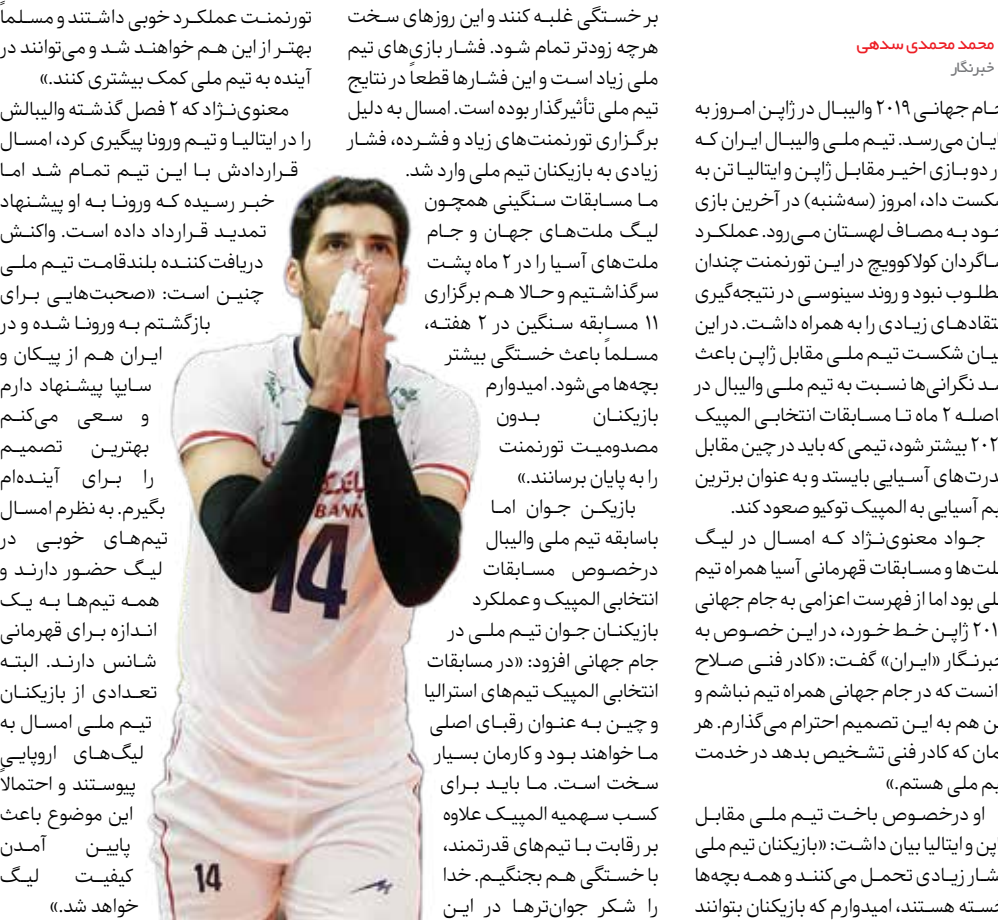 محمد محمدی سدهی
خبرنگار
ـام جهانی ۲۰۱۹ والیبال در ژاپن امروز به
ایان می‌رسد. تیم ملی والیبال ایران که
ر دو بازی اخیر مقابل ژاپن و ایتالیا تن به
کست داد، امروز (سه‌شنبه) در آخرین بازی
ـود به مصاف لهستان می‌رود. عملکرد
ـاگردان کولاکوویچ در این تورنمنت چندان
طلوب نبود و روند سینوسی در نتیجه‌گیری
تقادهای زیادی را به همراه داشت. در این
یان شکست تیم ملی مقابل ژاپن باعث
ـد نگرانی‌ها نسبت به تیم ملی والیبال در
اصله ۲ ماه تا مسابقات انتخابی المپیک
۲۰۲ بیشتر شود، تیمی که باید در چین مقابل
درت‌های آسیایی بایستد و به عنوان برترین
یم آسیایی به المپیک توکیو صعود کند.
جواد معنوی‌نژاد که امسال در لیگ
لت‌ها و مسابقات قهرمانی آسیا همراه تیم
لی بود اما از فهرست اعزامی به جام جهانی
۲۰۱ ژاپن خط خورد، در این خصوص به
خبرنگار «ایران» گفت: «کادر فنی صلاح
انست که در جام جهانی همراه تیم نباشم و
ن هم به این تصمیم احترام می‌گذارم. هر
مان که کادر فنی تشخیص بدهد در خدمت
یم ملی هستم.»
او درخصوص باخت تیم ملی مقابل
اپن و ایتالیا بیان داشت: «بازیکنان تیم ملی
شار زیادی تحمل می‌کنند و همه بچه‌ها
خسته هستند، امیدوارم که بازیکنان بتوانند
بر خستگی غلبه کنند و این روزهای سخت
هرچه زودتر تمام شود. فشار بازی‌های تیم
ملی زیاد است و این فشارها قطعاً در نتایج
تیم ملی تأثیرگذار بوده است. امسال به دلیل
برگزاری تورنمنت‌های زیاد و فشرده، فشار
زیادی به بازیکنان تیم ملی وارد شد.
ما مسابقات سنگینی همچون
لیگ ملت‌های جهان و جام
ملت‌های آسیا را در ۲ ماه پشت
سرگذاشتیم و حالا هم برگزاری
۱۱ مسابقه سنگین در ۲ هفته،
مسلماً باعث خستگی بیشتر
بچه‌ها می‌شود. امیدوارم
بازیکنان بدون
مصدومیت تورنمنت
را به پایان برسانند.»
بازیکن جوان اما
باسابقه تیم ملی والیبال
درخصوص مسابقات
انتخابی المپیک و عملکرد
بازیکنان جوان تیم ملی در
جام جهانی افزود: «در مسابقات
انتخابی المپیک تیم‌های استرالیا
و چین به عنوان رقبای اصلی
ما خواهند بود و کارمان بسیار
سخت است. ما باید برای
کسب سهمیه المپیک علاوه
بر رقابت با تیم‌های قدرتمند،
با خستگی هم بجنگیم. خدا
را شکر جوان‌ترها در این
تورنمنت عملکرد خوبی داشتند و مسلماً
بهتر از این هم خواهند شد و می‌توانند در
آینده به تیم ملی کمک بیشتری کنند.»
معنوی‌نژاد که ۲ فصل گذشته والیبالش
را در ایتالیا و تیم ورونا پیگیری کرد، امسال
قراردادش با این تیم تمام شد اما
خبر رسیده که ورونا به او پیشنهاد
تمدید قرارداد داده است. واکنش
دریافت‌کننده بلندقامت تیم ملی
چنین است: «صحبت‌هایی برای
بازگشتم به ورونا شده و در
ایران هم از پیکان و
سایپا پیشنهاد دارم
و سعی می‌کنم
بهترین تصمیم
را برای آینده‌ام
بگیرم. به نظرم امسال
تیم‌های خوبی در
لیگ حضور دارند و
همه تیم‌ها به یک
اندازه برای قهرمانی
شانس دارند. البته
تعدادی از بازیکنان
تیم ملی امسال به
لیگ‌های اروپایی
پیوستند و احتمالاً
این موضوع باعث
پایین آمدن
کیفیت لیگ
خواهد شد.»
BANK
14
14